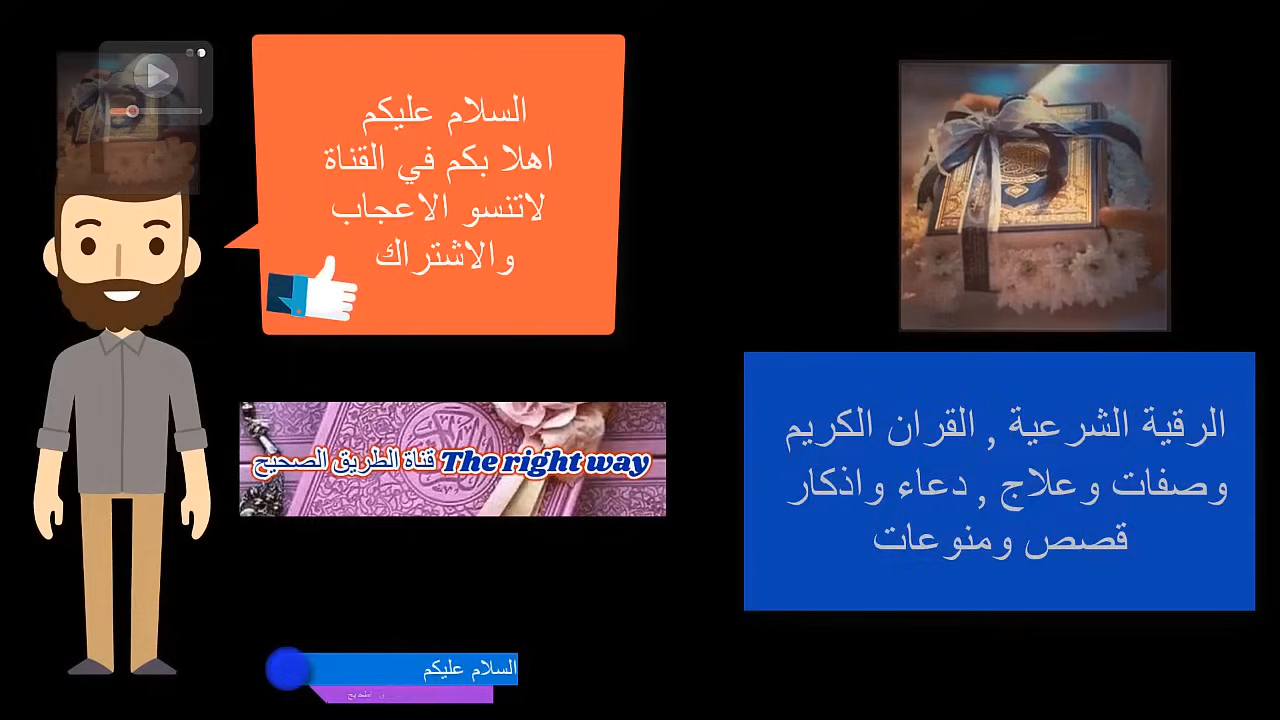 السلام عليكم
اهلا بكم في القناة
لاتنسو الاعجاب
والاشتراك
قناة الطريق الصحيح The right way
الرقية الشرعية , القران الكريم
وصفات وعلاج , دعاء واذكار
قصص ومنوعات
السلام عليكم